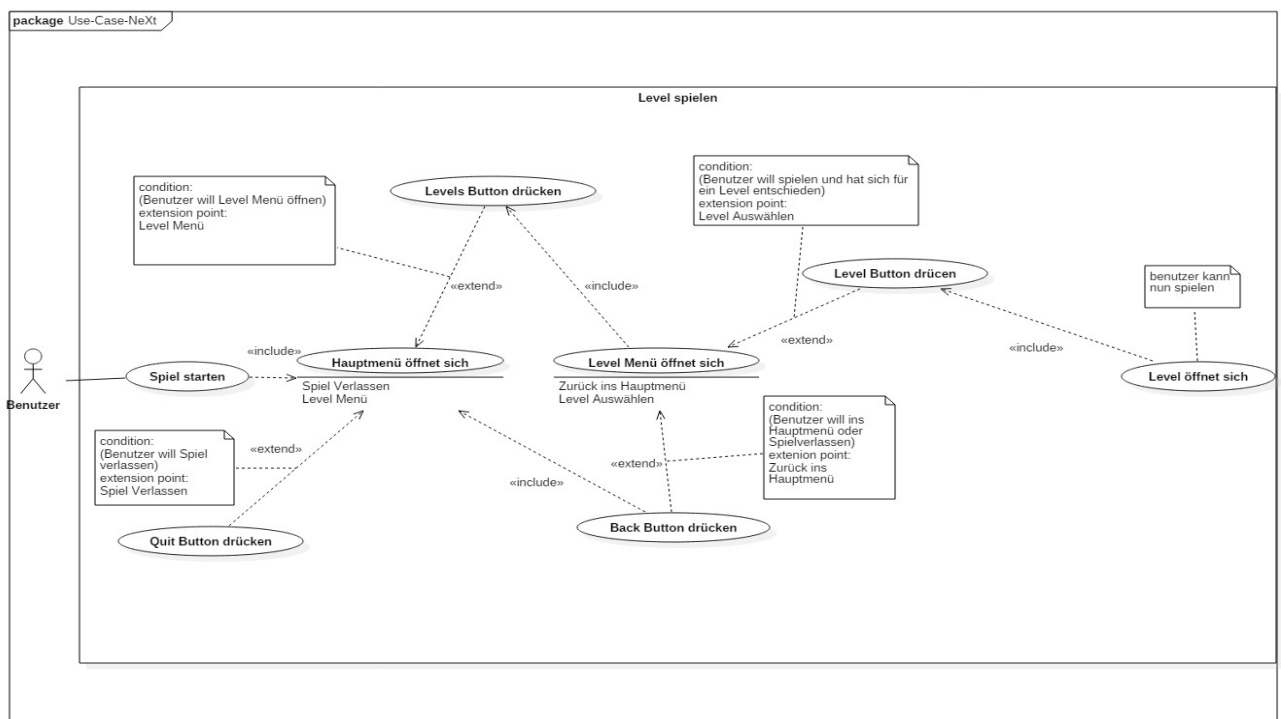 package Use-Case-NeXt
Level spielen
condition:
(Benutzer will Level Menü öffnen)
extension point:
Level Menü
Levels Button drücken
condition:
(Benutzer will spielen und hat sich für
ein Level entschieden)
extension point:
Level Auswählen
Level Button drücen
benutzer kann
nun spielen
«extend»
«include»
«extend»
«include»
Benutzer
Spiel starten
«include»
Hauptmenü öffnet sich
Spiel Verlassen
Level Menü
Level Menü öffnet sich
Zurück ins Hauptmenü
Level Auswählen
Level öffnet sich
condition:
(Benutzer will Spiel
verlassen)
extension point:
Spiel Verlassen
«extend»
«include»
«extend»
condition:
(Benutzer will ins
Hauptmenü oder
Spielverlassen)
extenion point:
Zurück ins
Hauptmenü
Quit Button drücken
Back Button drücken